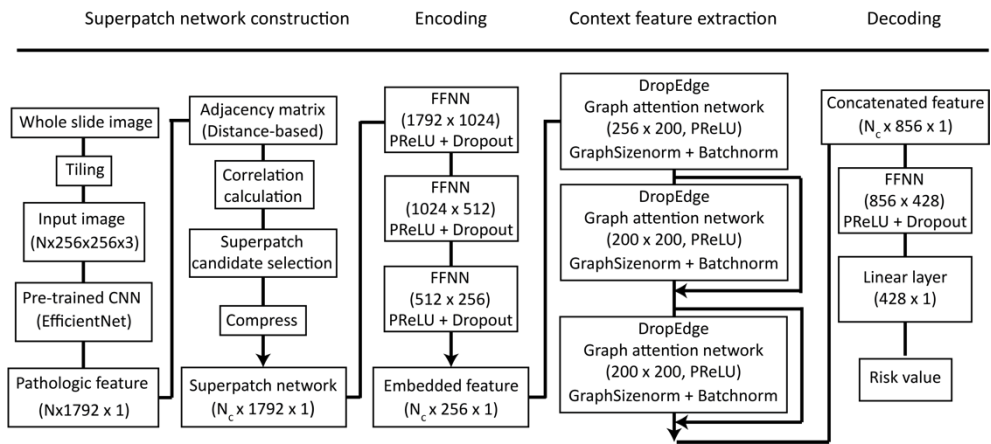 Superpatch network construction
Encoding
Context feature extraction
Decoding
Whole slide image
Tiling
Input image
(Nx256x256x3)
Pre-trained CNN
(EfficientNet)
Pathologic feature
(Nx1792 x 1)
Adjacency matrix
(Distance-based)
Correlation
calculation
Superpatch
candidate selection
Compress
Superpatch network
(Nc x 1792 x 1)
FFNN
(1792 x 1024)
PReLU + Dropout
FFNN
(1024 x 512)
PReLU + Dropout
FFNN
(512 x 256)
PReLU + Dropout
Embedded feature
(Nc x 256 x 1)
DropEdge
Graph attention network
(256 x 200, PReLU)
GraphSizenorm + Batchnorm
DropEdge
Graph attention network
(200 x 200, PReLU)
GraphSizenorm + Batchnorm
DropEdge
Graph attention network
(200 x 200, PReLU)
GraphSizenorm + Batchnorm
Concatenated feature
(Nc x 856 x 1)
FFNN
(856 x 428)
PReLU + Dropout
Linear layer
(428 x 1)
Risk value